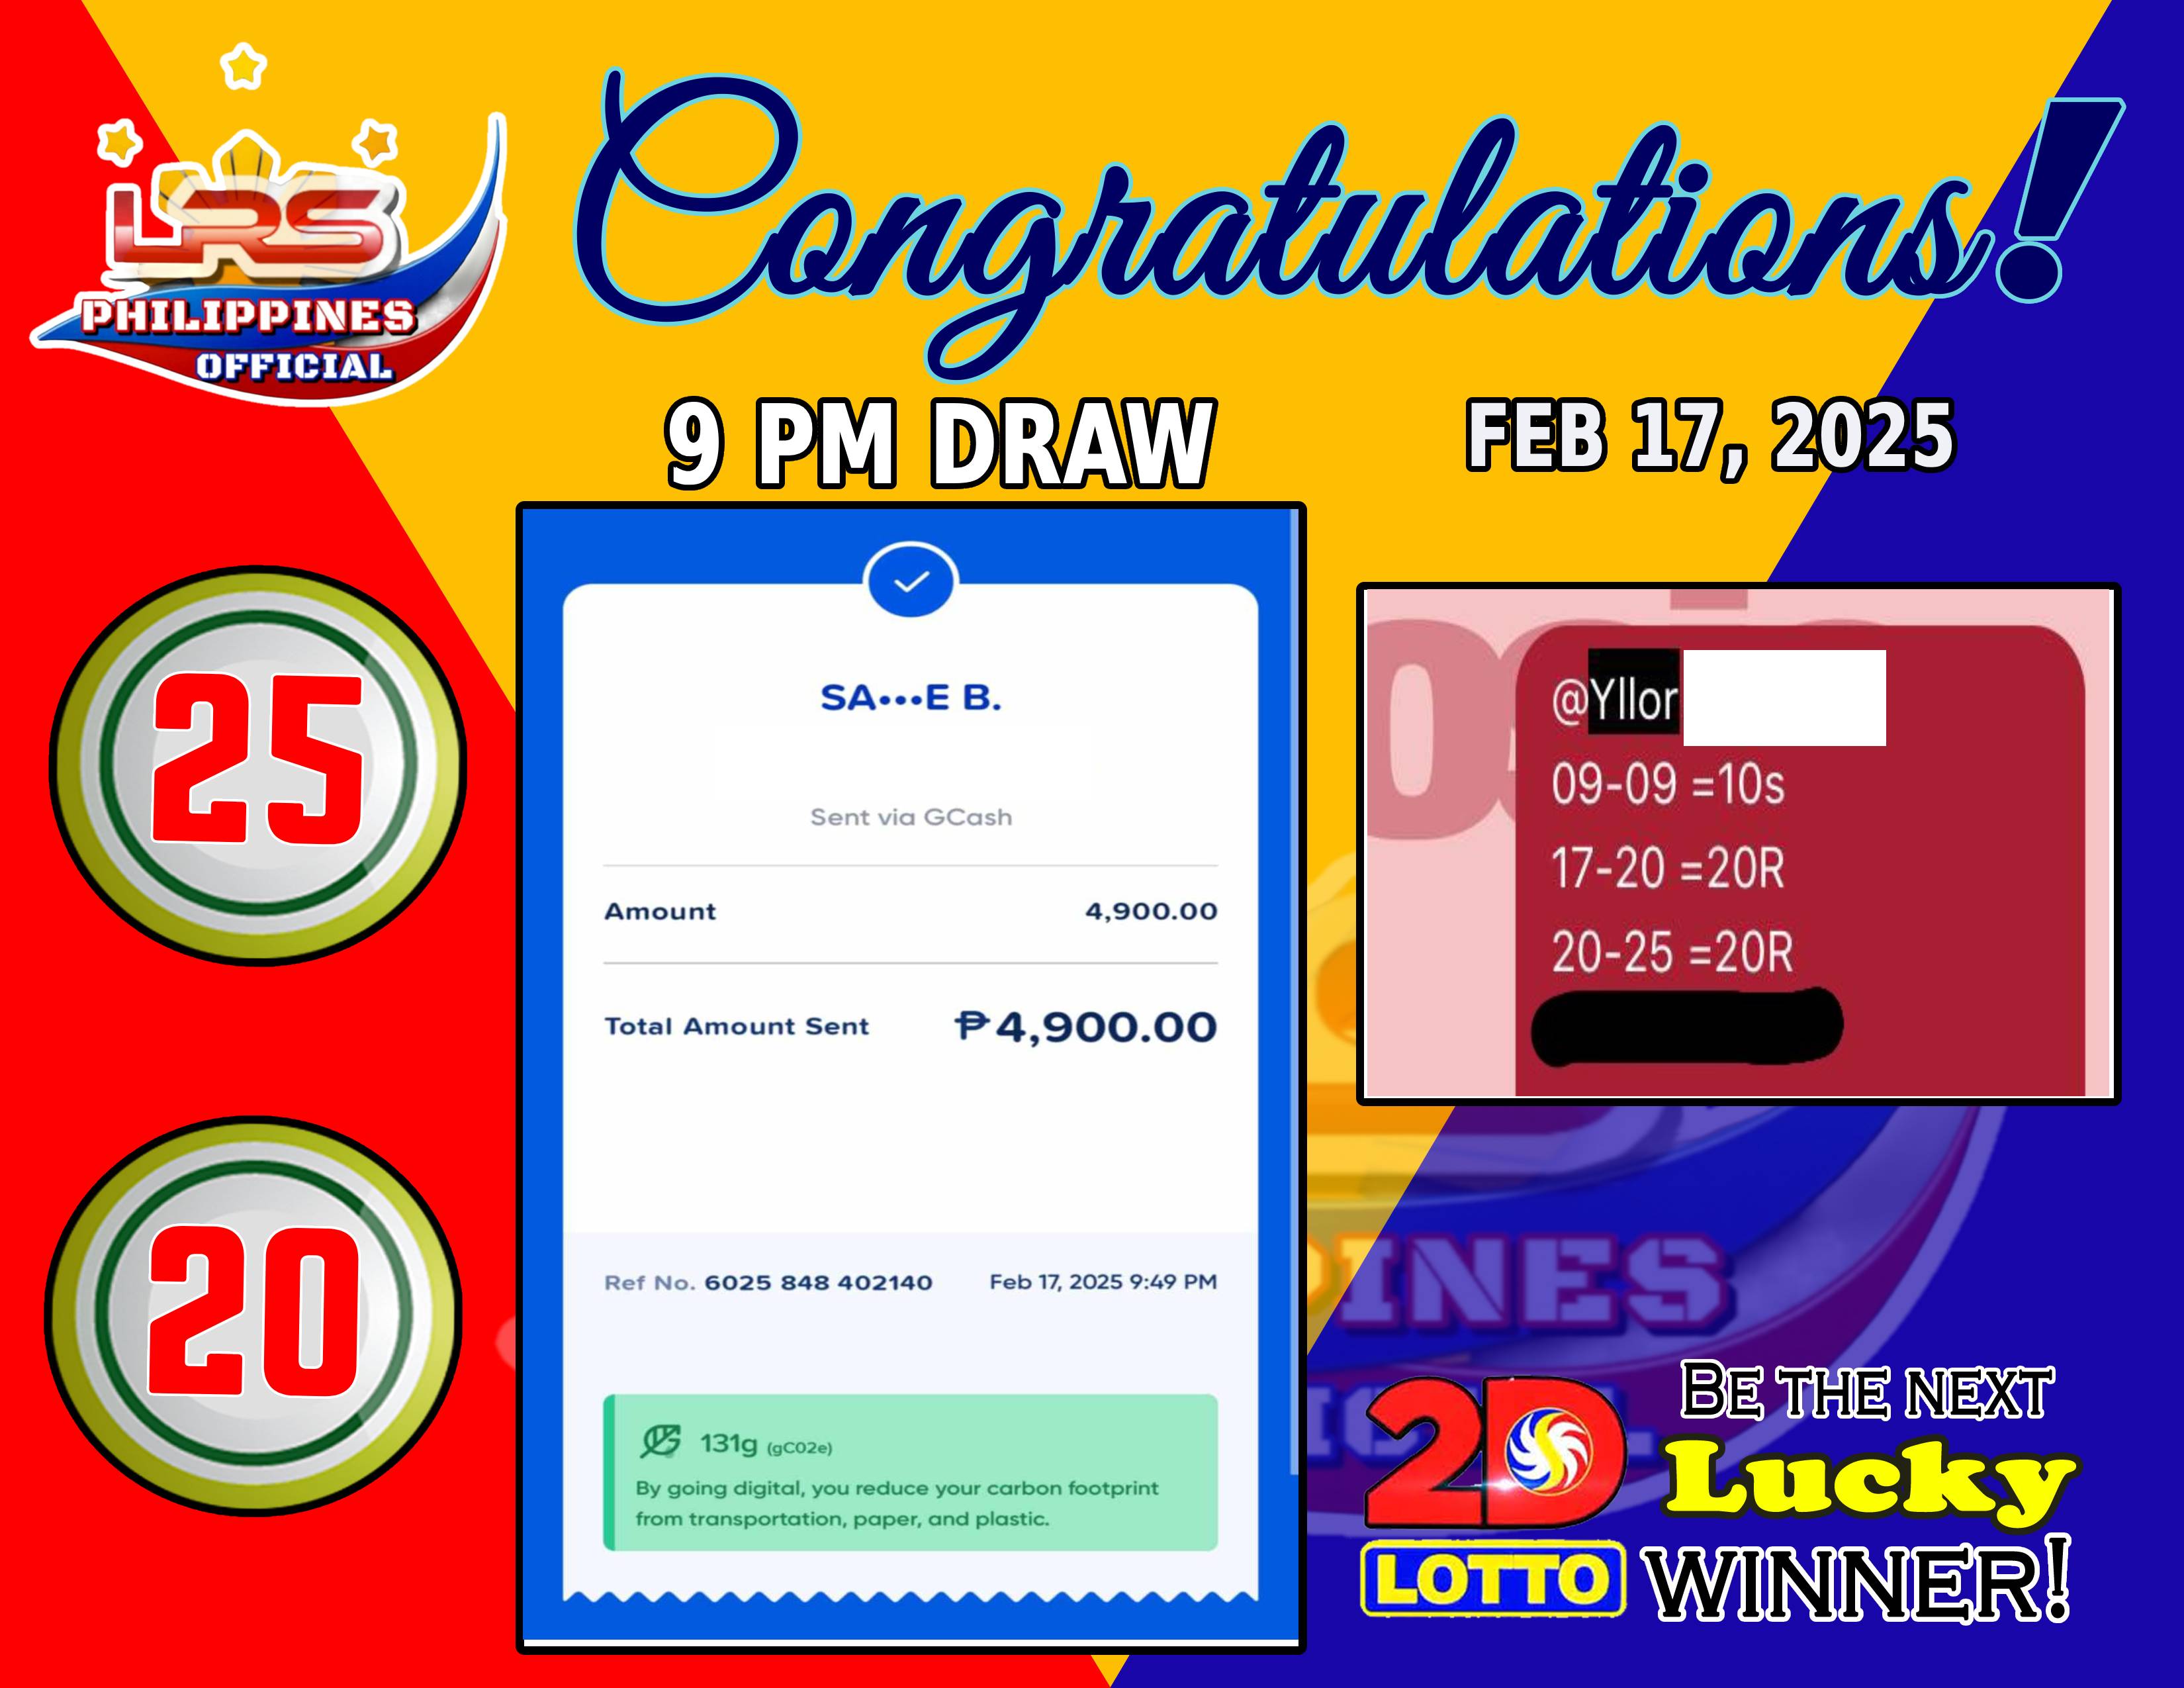 LRS
PHILIPPINES
OFFICIAL
Congratulations!
9 PM DRAW
FEB 17, 2025
25
20
SA•••E B.
Sent via GCash
Amount 4,900.00
Total Amount Sent ₱4,900.00
Ref No. 6025 848 402140 Feb 17, 2025 9:49 PM
131g (gC02e)
By going digital, you reduce your carbon footprint
from transportation, paper, and plastic.
@Yllor
09-09 =10s
17-20 =20R
20-25 =20R
PINES
2D
LOTTO
BE THE NEXT
Lucky
WINNER!